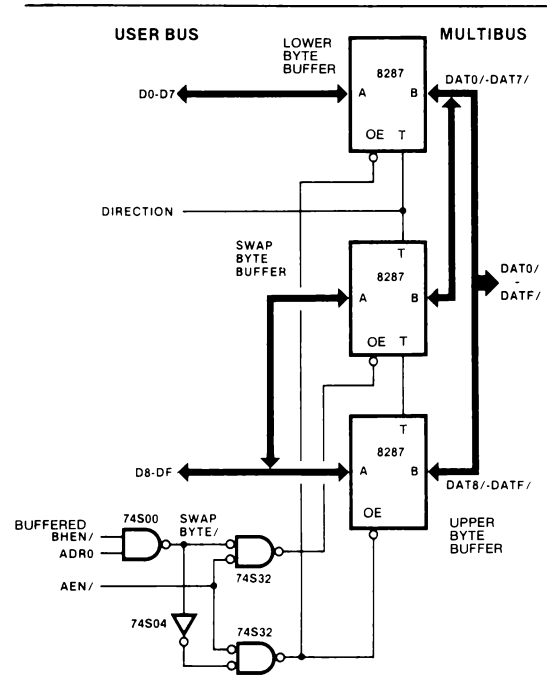 USER BUS
MULTIBUS
LOWER
BYTE
BUFFER
8287
DAT0/-DAT7/
D0-D7
A
B
OE
T
DIRECTION
SWAP
BYTE
BUFFER
T
8287
A
B
DAT0/
-
DATF/
OE
T
T
8287
D8-DF
A
B
DAT8/-DATF/
OE
UPPER
BYTE
BUFFER
BUFFERED
BHEN/
ADR0
74S00
SWAP
BYTE/
74S32
AEN/
74S04
74S32